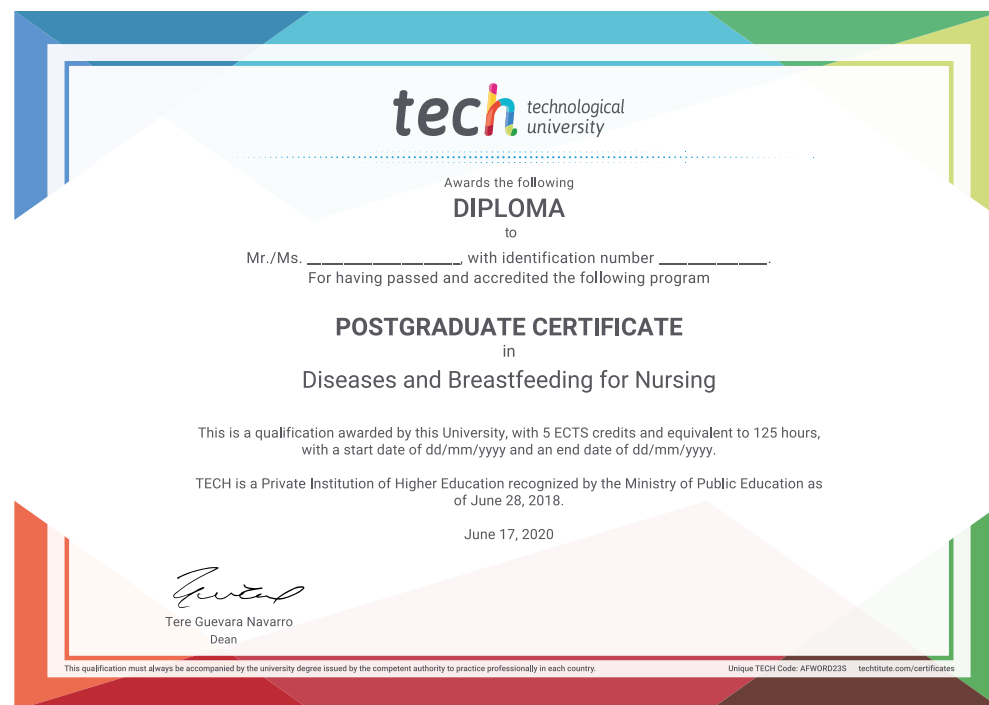 tech technological
university
Awards the following
DIPLOMA
to
Mr./Ms. ____________________, with identification number ______________.
For having passed and accredited the following program
POSTGRADUATE CERTIFICATE
in
Diseases and Breastfeeding for Nursing
This is a qualification awarded by this University, with 5 ECTS credits and equivalent to 125 hours,
with a start date of dd/mm/yyyy and an end date of dd/mm/yyyy.
TECH is a Private Institution of Higher Education recognized by the Ministry of Public Education as
of June 28, 2018.
June 17, 2020
Tere Guevara Navarro
Dean
This qualification must always be accompanied by the university degree issued by the competent authority to practice professionally in each country. Unique TECH Code: AFWORD23S techtitute.com/certificates